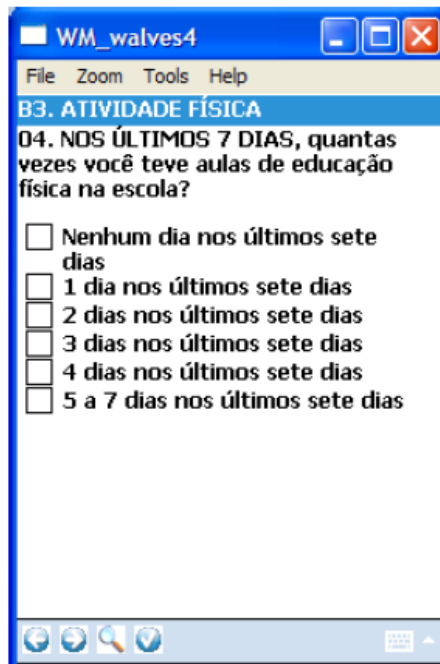 WM_walves4
File Zoom Tools Help
B3. ATIVIDADE FÍSICA
04. NOS ÚLTIMOS 7 DIAS, quantas
vezes você teve aulas de educação
física na escola?
Nenhum dia nos últimos sete
dias
1 dia nos últimos sete dias
2 dias nos últimos sete dias
3 dias nos últimos sete dias
4 dias nos últimos sete dias
5 a 7 dias nos últimos sete dias